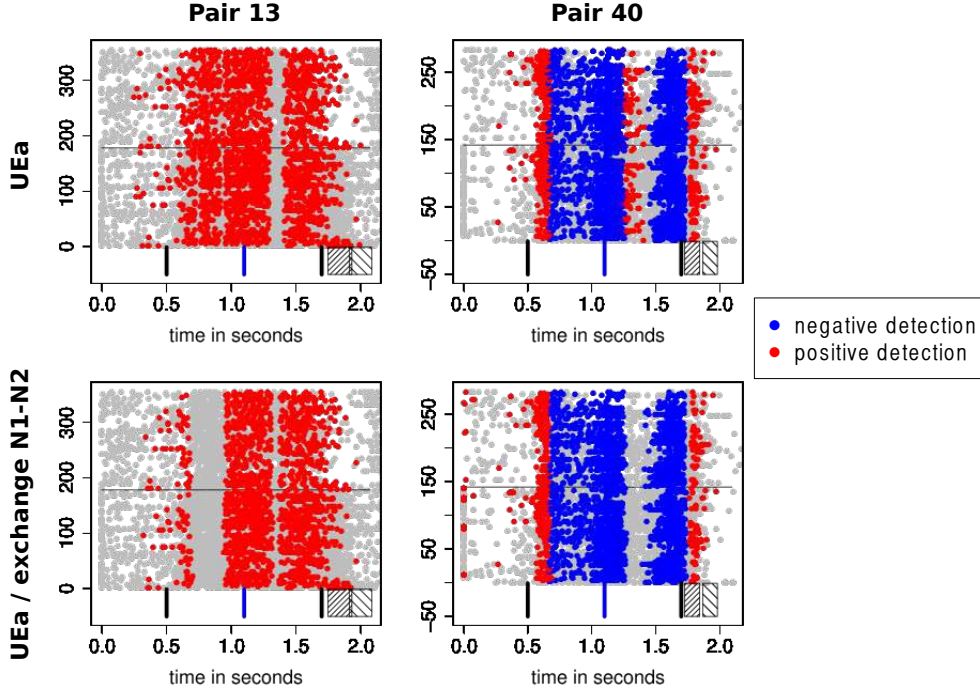 Pair 13
Pair 40
UEa
300
200
100
0
0.0 0.5 1.0 1.5 2.0
time in seconds
250
150
50
−50
0.0 0.5 1.0 1.5 2.0
time in seconds
negative detection
positive detection
UEa / exchange N1-N2
300
200
100
0
0.0 0.5 1.0 1.5 2.0
time in seconds
250
150
50
−50
0.0 0.5 1.0 1.5 2.0
time in seconds